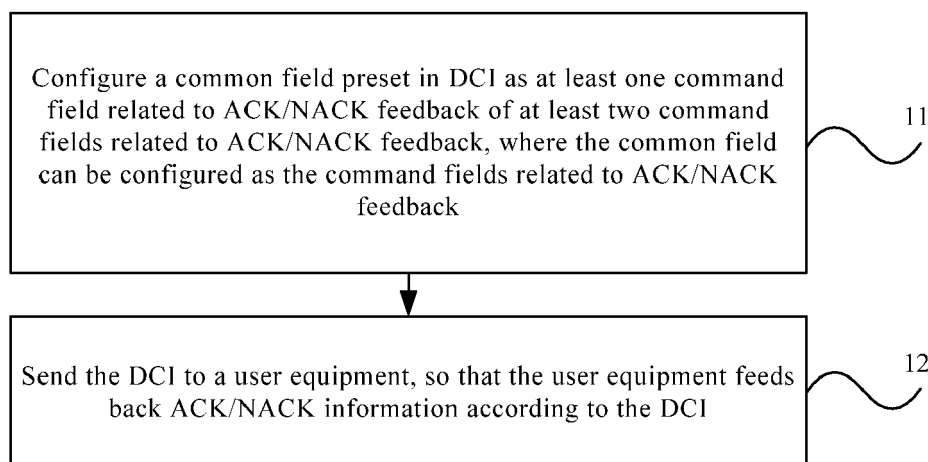 Configure a common field preset in DCI as at least one command
field related to ACK/NACK feedback of at least two command
fields related to ACK/NACK feedback, where the common field
can be configured as the command fields related to ACK/NACK
feedback
11
Send the DCI to a user equipment, so that the user equipment feeds
back ACK/NACK information according to the DCI
12